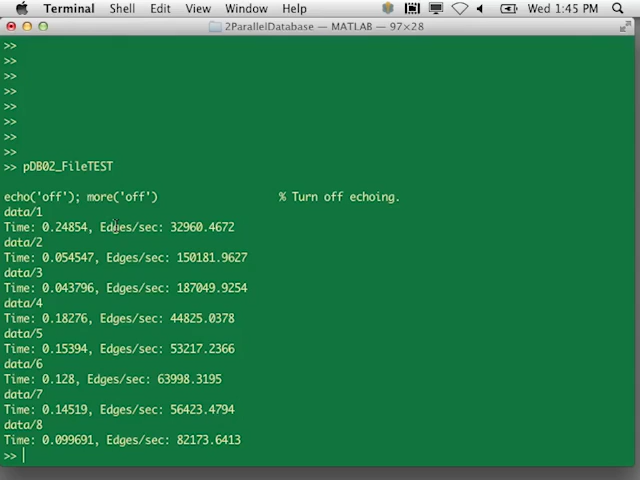 Terminal Shell Edit View Window Help Wed 1:45 PM
2ParallelDatabase — MATLAB — 97×28
>>
>>
>>
>>
>>
>>
>>
>>
>> pDB02_FileTEST
echo('off'); more('off') % Turn off echoing.
data/1
Time: 0.24854, Edges/sec: 32960.4672
data/2
Time: 0.054547, Edges/sec: 150181.9627
data/3
Time: 0.043796, Edges/sec: 187049.9254
data/4
Time: 0.18276, Edges/sec: 44825.0378
data/5
Time: 0.15394, Edges/sec: 53217.2366
data/6
Time: 0.128, Edges/sec: 63998.3195
data/7
Time: 0.14519, Edges/sec: 56423.4794
data/8
Time: 0.099691, Edges/sec: 82173.6413
>>